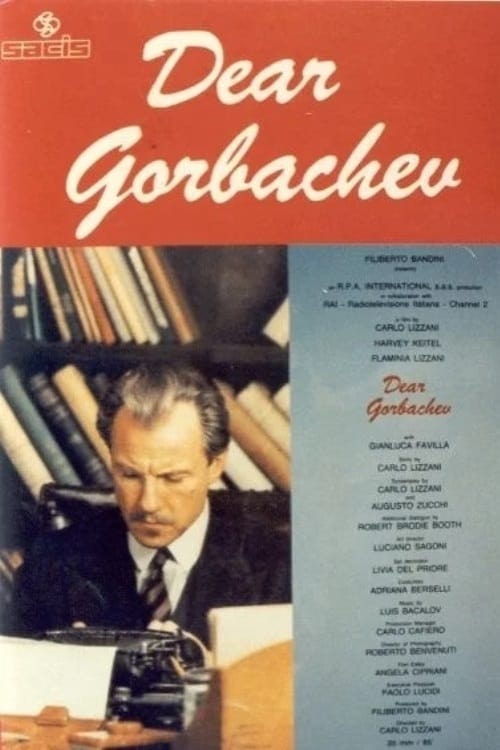 sacis
Dear
Gorbachev
FILIBERTO BANDINI
presents
an R.P.A. INTERNATIONAL S.R.S. production
in collaboration with
RAI - Radiotelevisione Italiana - Channel 2
a film by
CARLO LIZZANI
HARVEY KEITEL
FLAMINIA LIZZANI
Dear
Gorbachev
with
GIANLUCA FAVILLA
Story by
CARLO LIZZANI
Screenplay by
CARLO LIZZANI
and
AUGUSTO ZUCCHI
Additional dialogue by
ROBERT BRODIE BOOTH
Art director
LUCIANO SAGONI
Set decorator
LIVIA DEL PRIORE
Costumes
ADRIANA BERSELLI
Music by
LUIS BACALOV
Production Manager
CARLO CAFIERO
Director of Photography
ROBERTO BENVENUTI
Film Editor
ANGELA CIPRIANI
Executive Producer
PAOLO LUCIDI
Produced by
FILIBERTO BANDINI
Directed by
CARLO LIZZANI